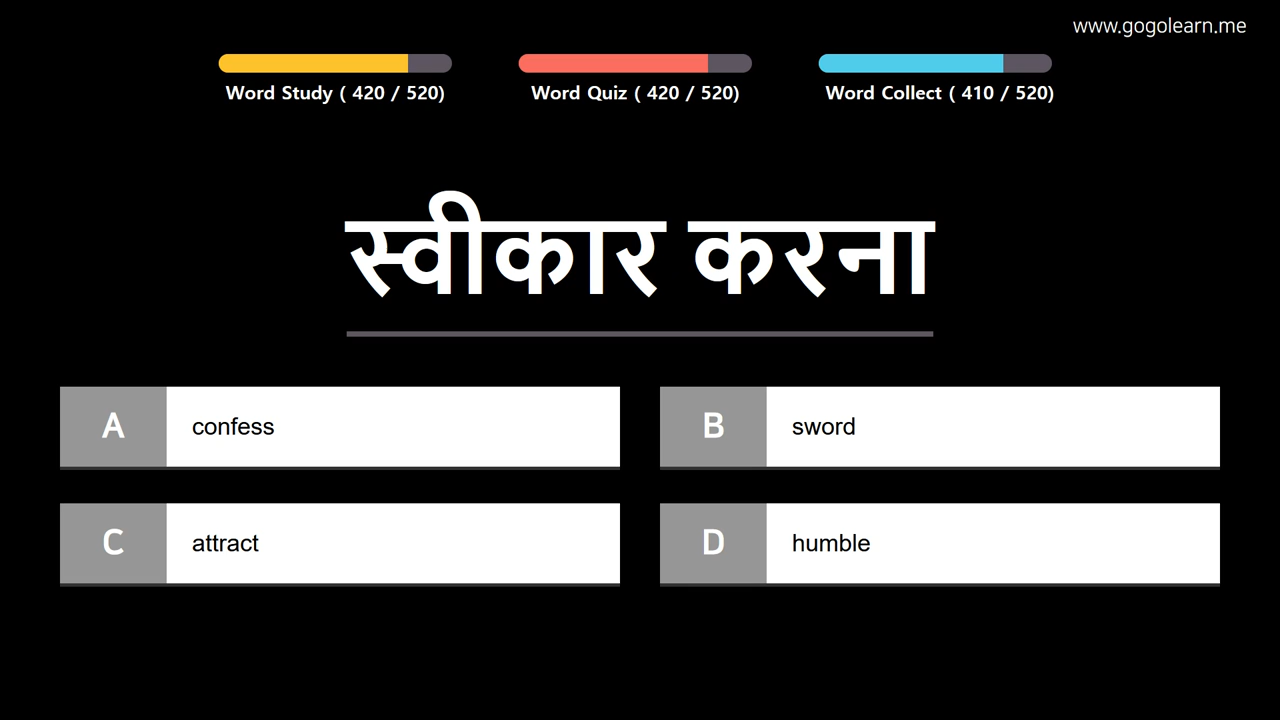 www.gogolearn.me
Word Study ( 420 / 520)
Word Quiz ( 420 / 520)
Word Collect ( 410 / 520)
स्वीकार करना
A confess
B sword
C attract
D humble